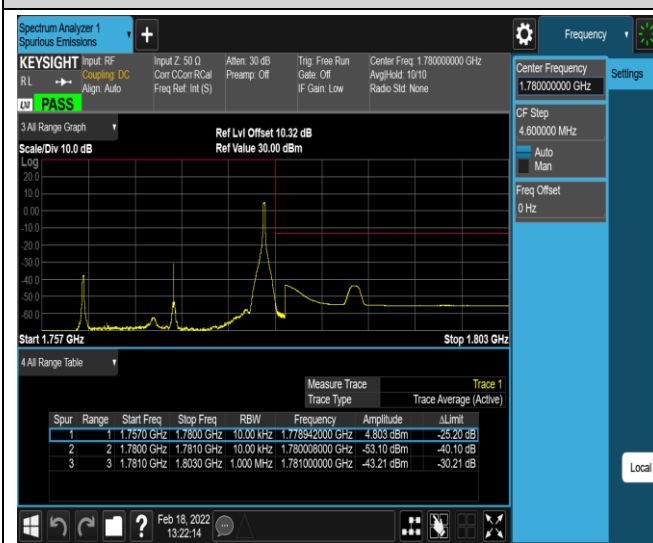 Spectrum Analyzer 1
Spurious Emissions
Frequency
KEYSIGHT Input: RF Input Z: 50 Ω Atten: 30 dB Trig: Free Run Center Freq: 1.780000000 GHz
RL Coupling: DC Corr CCorr RCal Preamp: Off Gate: Off Avg|Hold: 10/10
Align: Auto Freq Ref: Int (S) IF Gain: Low Radio Std: None
PASS
Center Frequency
1.780000000 GHz
Settings
CF Step
4.600000 MHz
Auto
Man
Freq Offset
0 Hz
3 All Range Graph
Ref Lvl Offset 10.32 dB
Scale/Div 10.0 dB Ref Value 30.00 dBm
Log
20.0
10.0
0.00
-10.0
-20.0
-30.0
-40.0
-50.0
-60.0
Start 1.757 GHz Stop 1.803 GHz
4 All Range Table
Measure Trace Trace 1
Trace Type Trace Average (Active)
Spur Range Start Freq Stop Freq RBW Frequency Amplitude ΔLimit
1 1 1.7570 GHz 1.7800 GHz 10.00 kHz 1.778942000 GHz 4.803 dBm -25.20 dB
2 2 1.7800 GHz 1.7810 GHz 10.00 kHz 1.780008000 GHz -53.10 dBm -40.10 dB
3 3 1.7810 GHz 1.8030 GHz 1.000 MHz 1.781000000 GHz -43.21 dBm -30.21 dB
Local
Feb 18, 2022
13:22:14